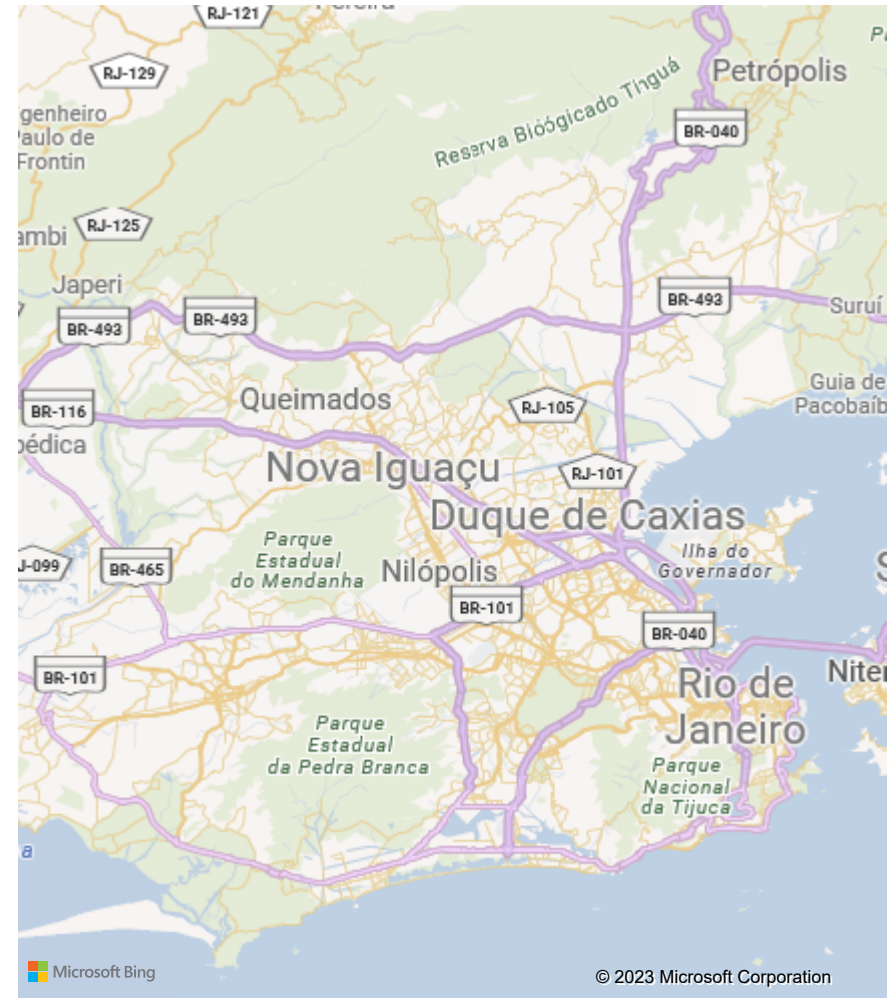 RJ-121
RJ-129
Petrópolis
BR-040
genheiro
Paulo de
Frontin
Reserva Biológicado Tinguá
RJ-125
Japeri
BR-493
BR-493
BR-493
Suruí
BR-116
Queimados
RJ-105
Guia de
Pacobaíb
Nova Iguaçu
RJ-101
Duque de Caxias
Parque
Estadual
do Mendanha
Nilópolis
Ilha do
Governador
J-099
BR-465
BR-101
BR-040
BR-101
Rio de
Janeiro
Niter
Parque
Estadual
da Pedra Branca
Parque
Nacional
da Tijuca
a
Microsoft Bing
© 2023 Microsoft Corporation